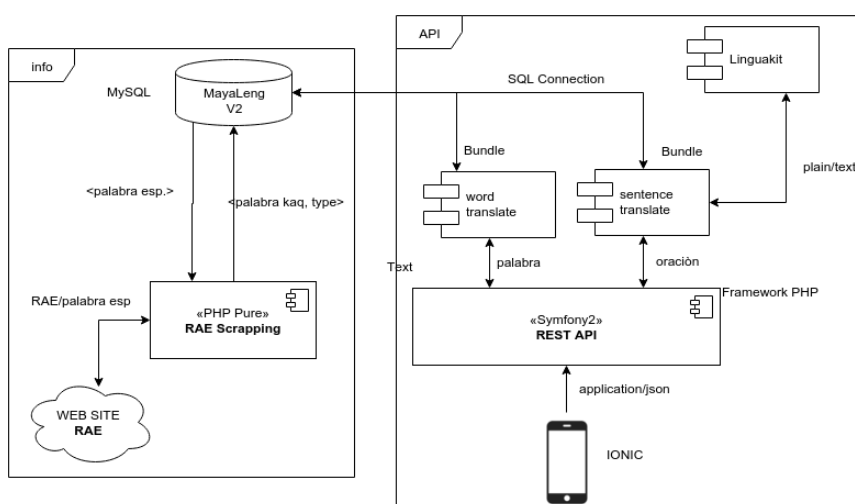 info
MySQL
MayaLeng
V2
<palabra esp.>
<palabra kaq, type>
RAE/palabra esp
«PHP Pure»
RAE Scrapping
WEB SITE
RAE
API
SQL Connection
Linguakit
Bundle
Bundle
plain/text
word
translate
sentence
translate
Text
palabra
oraciòn
Framework PHP
«Symfony2»
REST API
application/json
IONIC